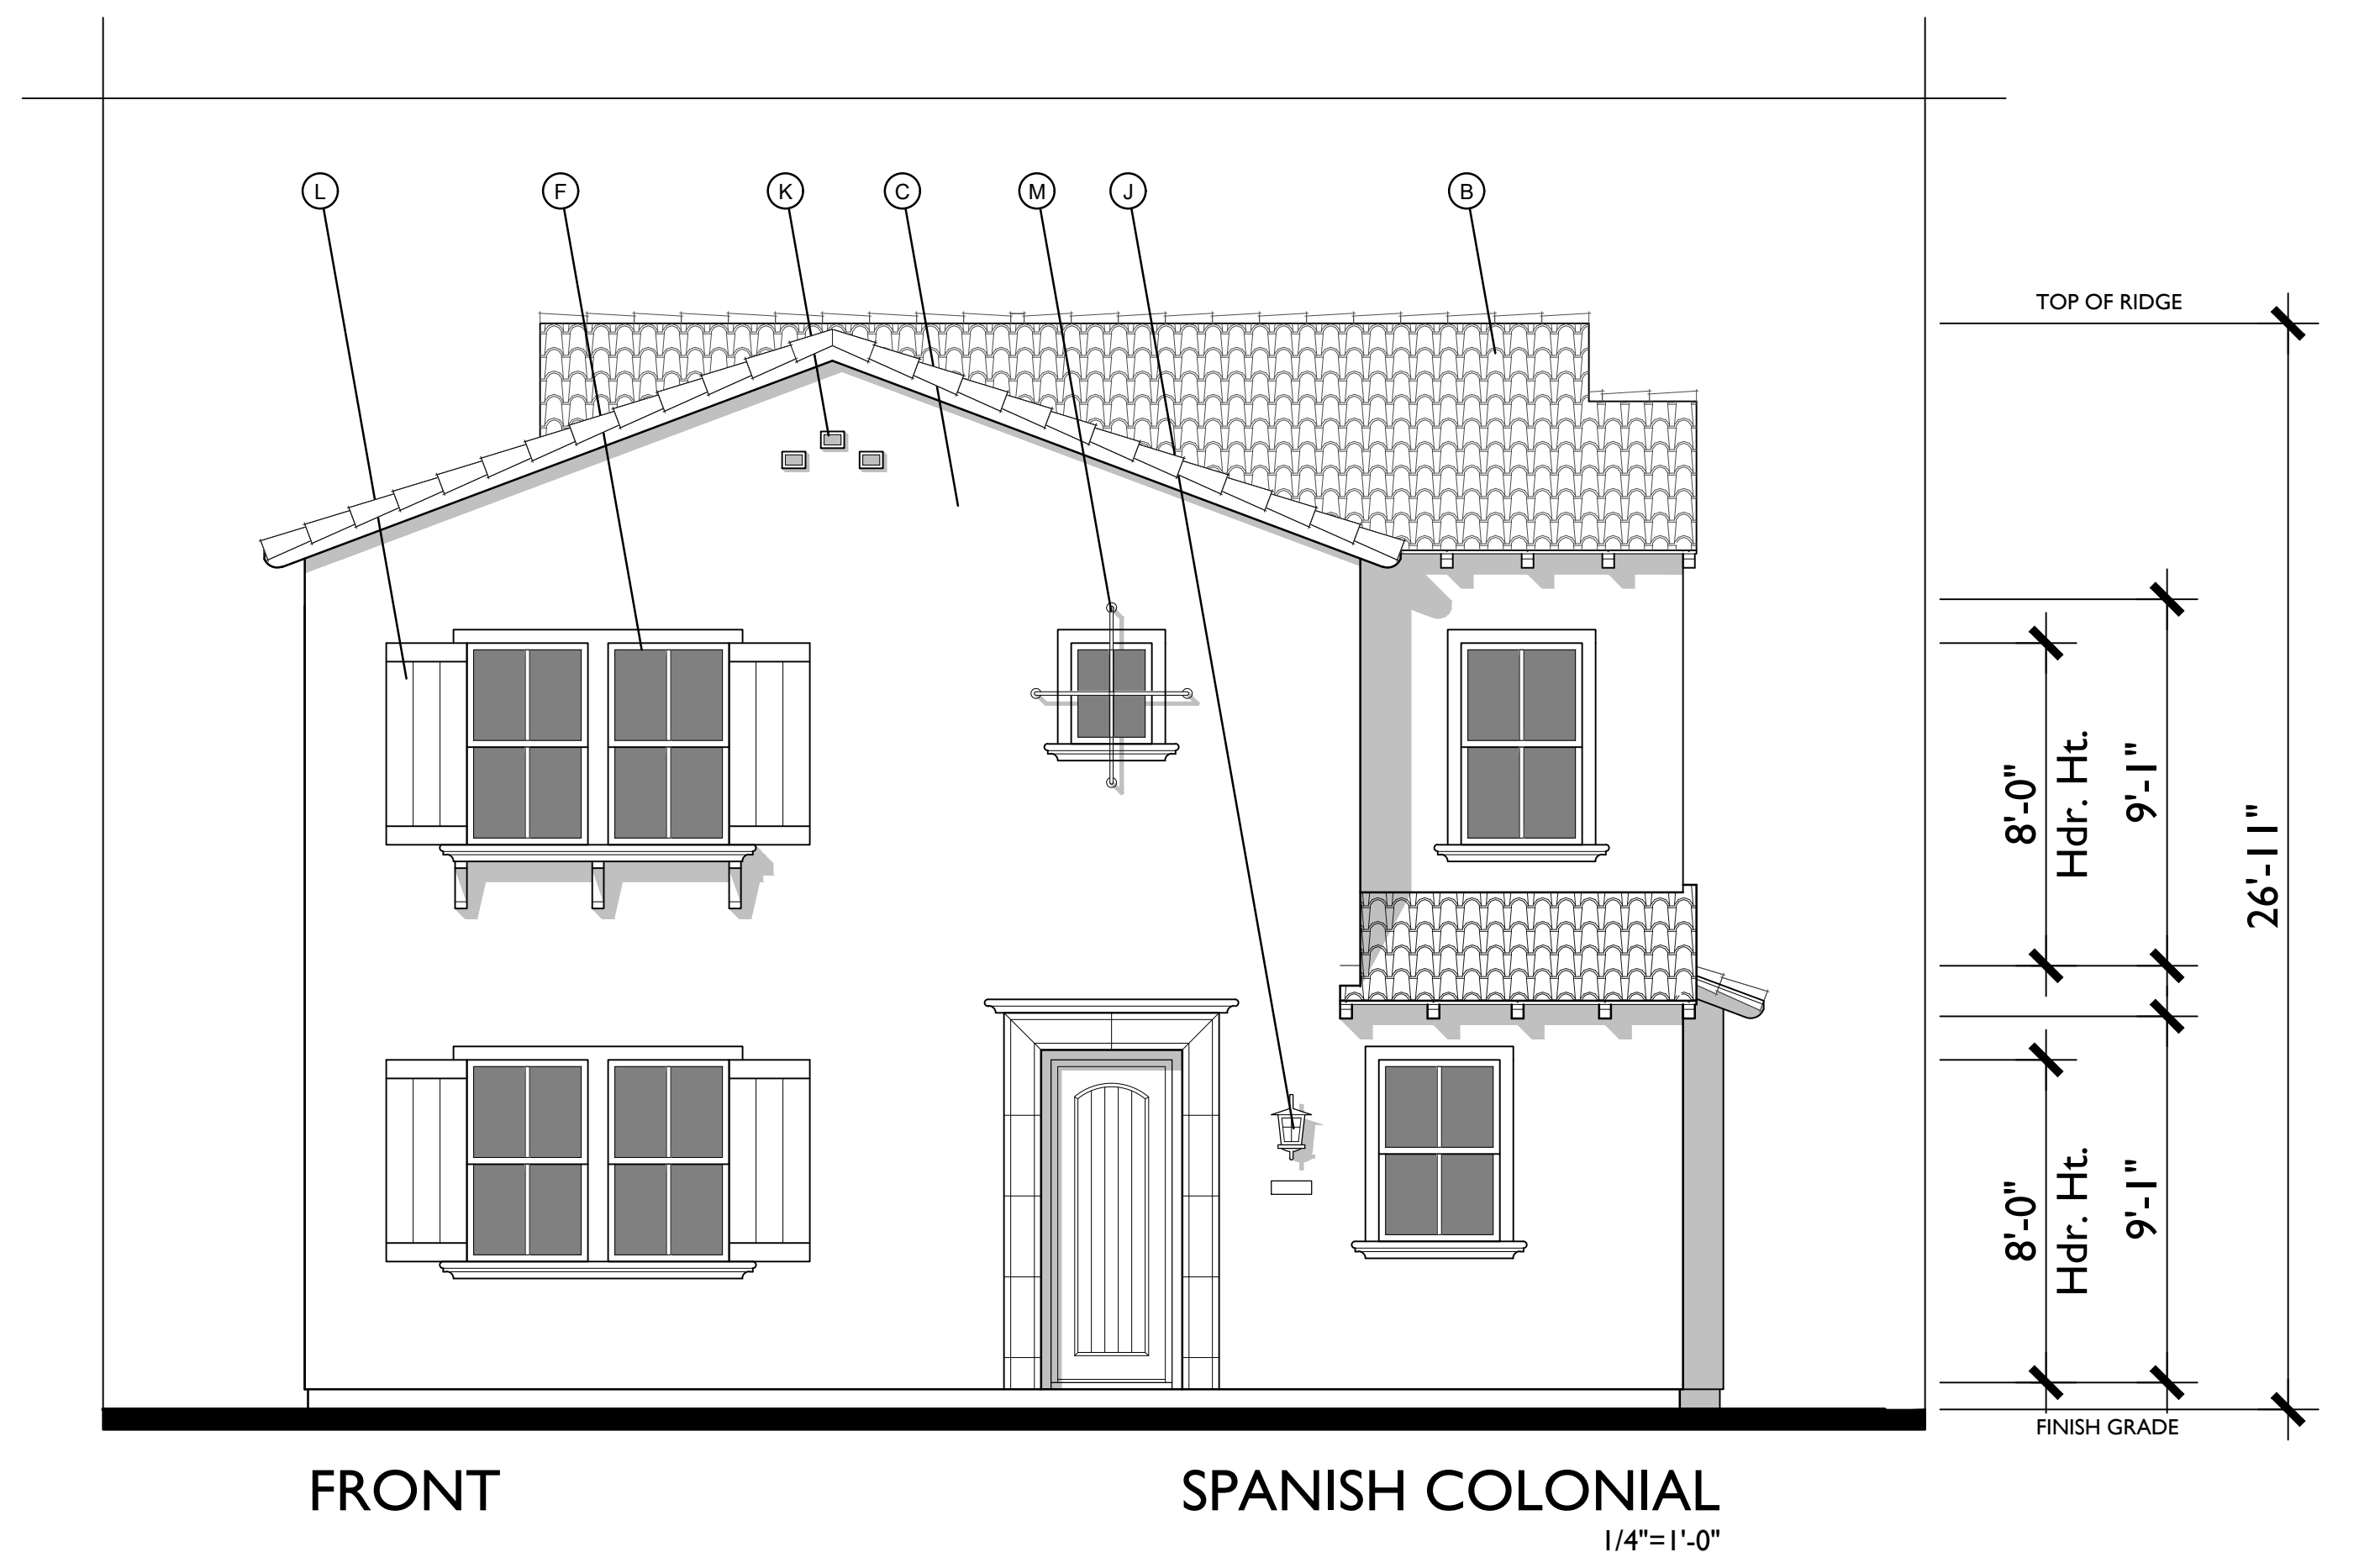 L F K C M J B
TOP OF RIDGE
8'-0"
Hdr. Ht.
9'-1"
26'-11"
8'-0"
Hdr. Ht.
9'-1"
FINISH GRADE
FRONT
SPANISH COLONIAL
1/4"=1'-0"